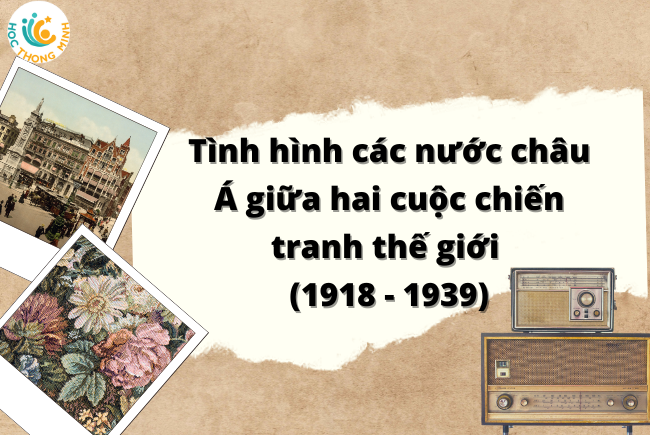 HỌC THÔNG MINH
Tình hình các nước châu
Á giữa hai cuộc chiến
tranh thế giới
(1918 - 1939)